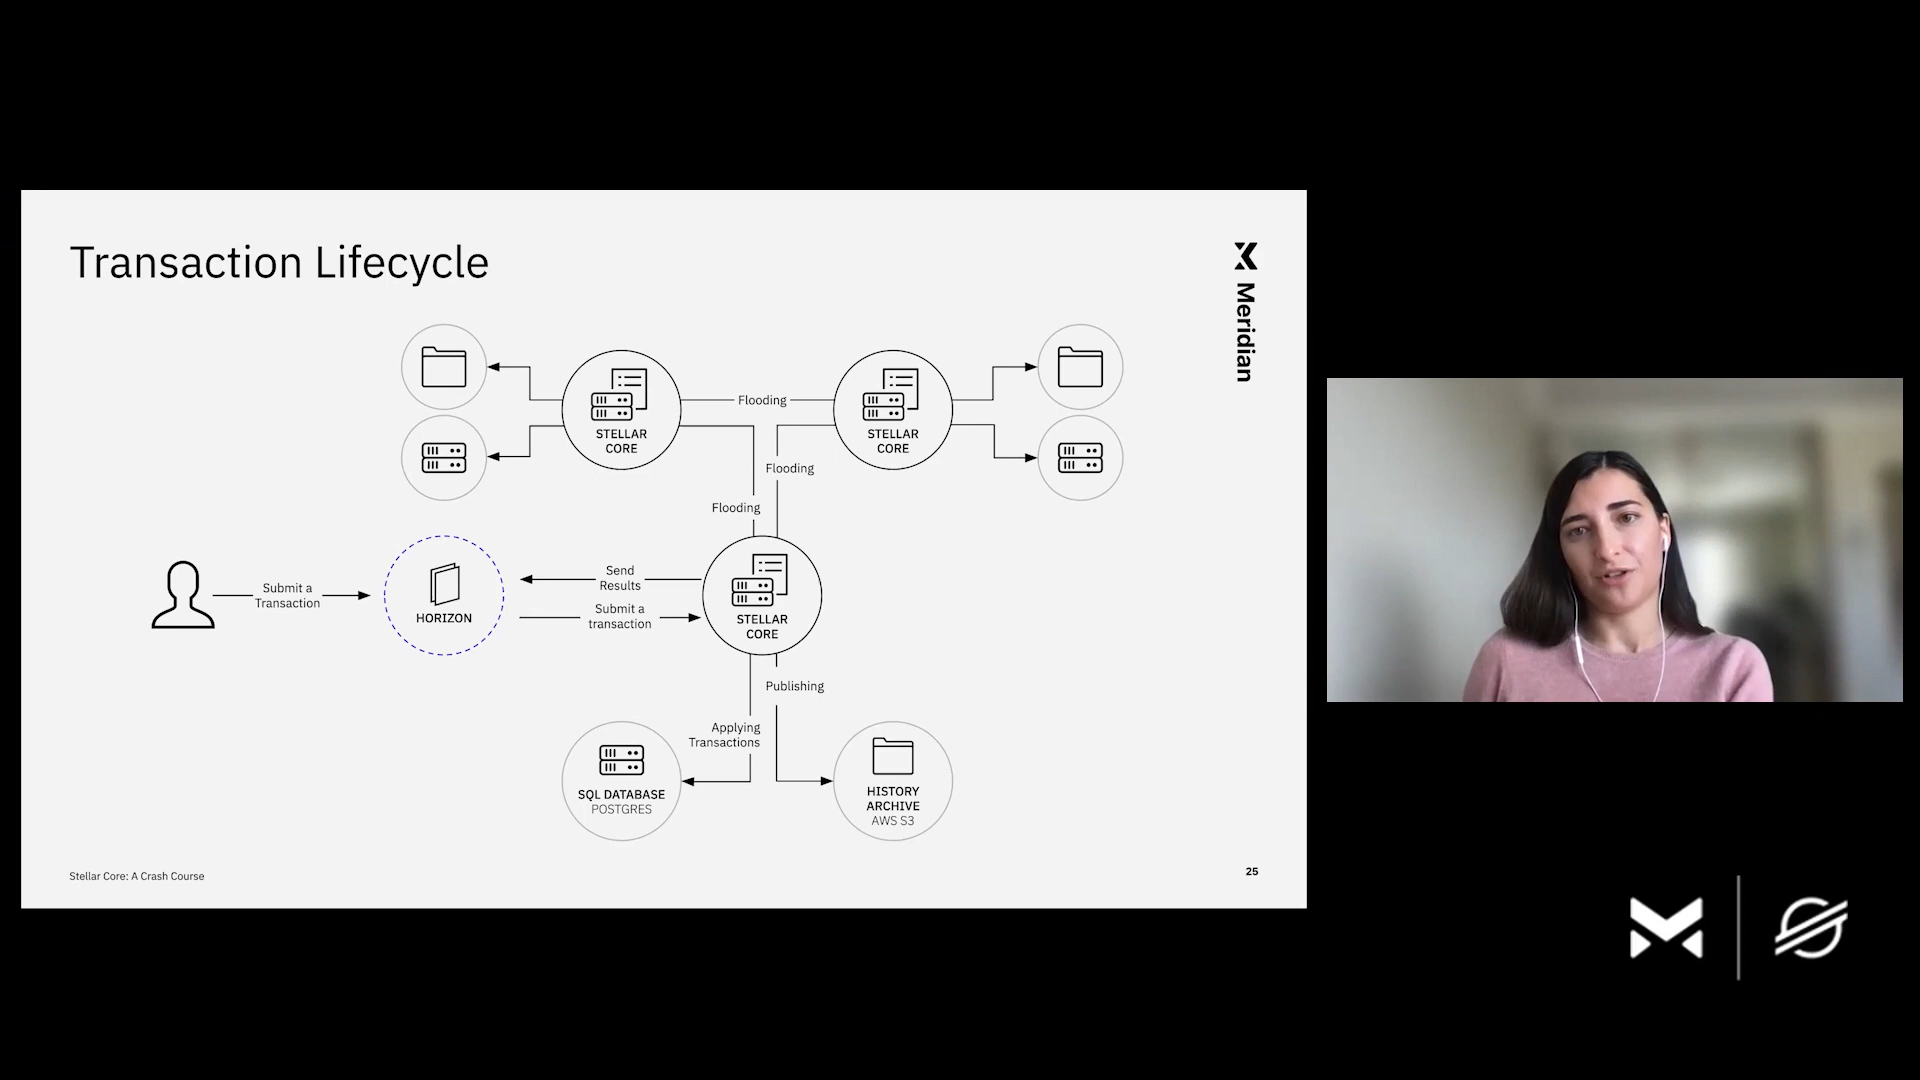 Transaction Lifecycle
Meridian
STELLAR
CORE
Flooding
STELLAR
CORE
Flooding
Flooding
Submit a
Transaction
HORIZON
Send
Results
Submit a
transaction
STELLAR
CORE
Publishing
Applying
Transactions
SQL DATABASE
POSTGRES
HISTORY
ARCHIVE
AWS S3
Stellar Core: A Crash Course
25